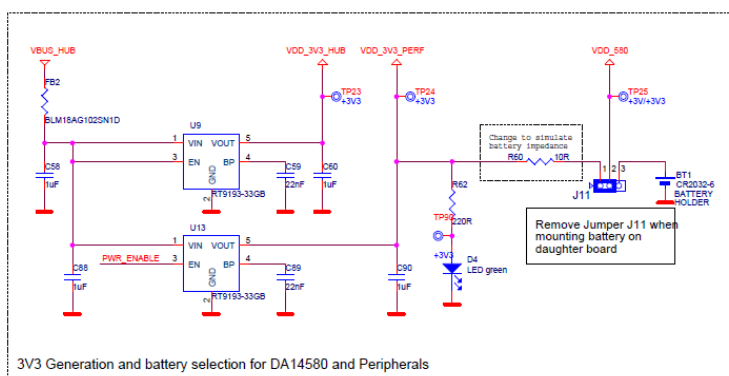 VBUS_HUB
VDD_3V3_HUB
VDD_3V3_PERF
VDD_580
FB2
TP23
+3V3
TP24
+3V3
TP25
+3V/+3V3
BLM18AG102SN1D
U9
Change to simulate
battery impedance
1 VIN VOUT 5
R60 10R
1 2 3
3 EN BP 4
C58
1uF
GND
2
C59
22nF
C60
1uF
R62
J11
BT1
CR2032-6
BATTERY
HOLDER
RT9193-33GB
220R
Remove Jumper J11 when
mounting battery on
daughter board
U13
1 VIN VOUT 5
+3V3
D4
LED green
PWR_ENABLE 3 EN BP 4
C88
1uF
GND
2
C89
22nF
C90
1uF
RT9193-33GB
3V3 Generation and battery selection for DA14580 and Peripherals